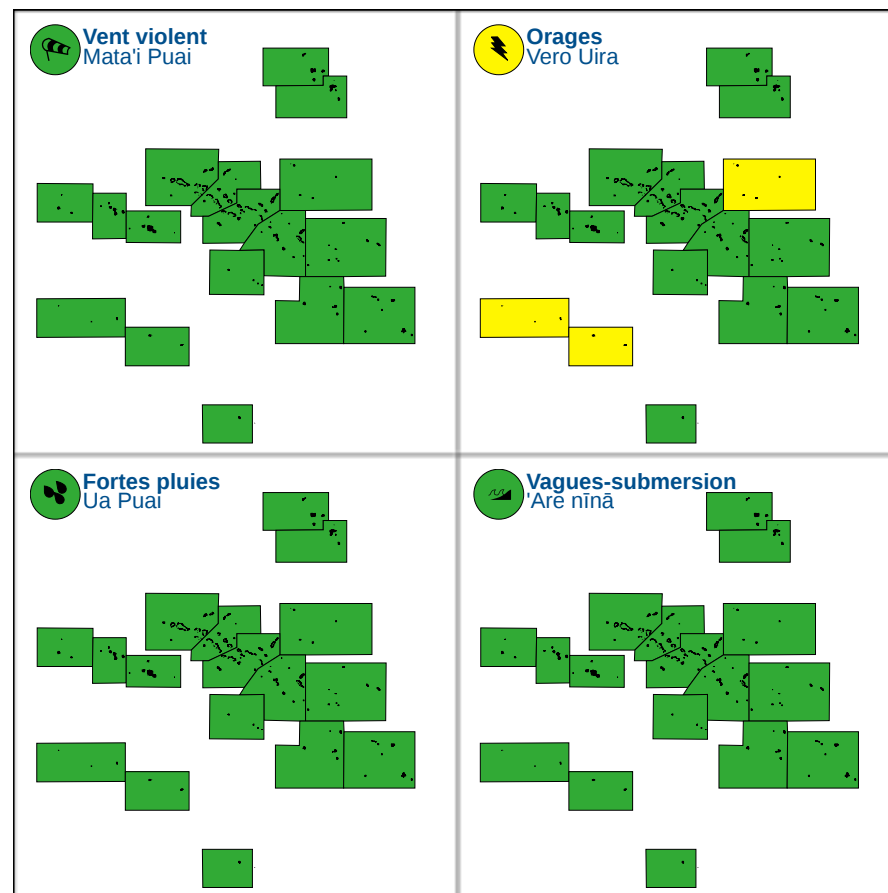 Vent violent
Mata'i Puai
Orages
Vero Uira
Fortes pluies
Ua Puai
Vagues-submersion
'Are nīnā